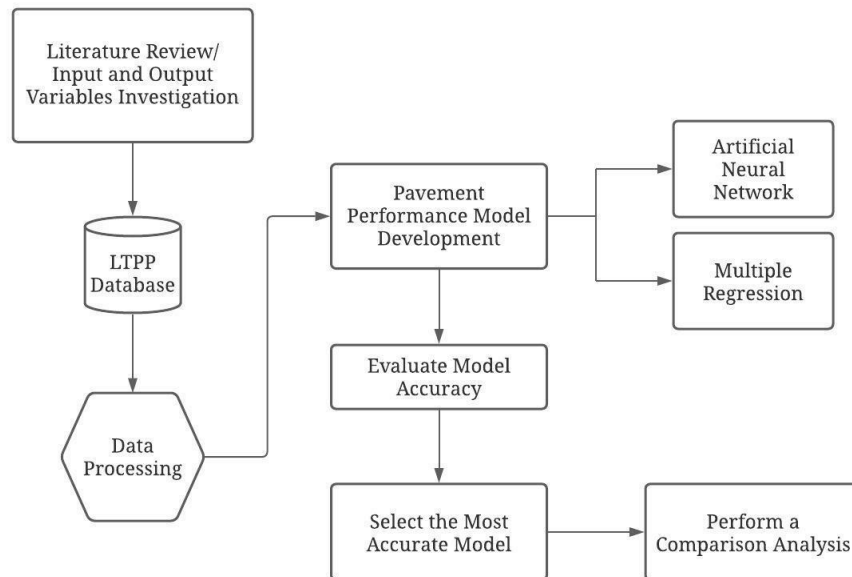 Literature Review/
Input and Output
Variables Investigation
LTPP
Database
Data
Processing
Pavement
Performance Model
Development
Artificial
Neural
Network
Multiple
Regression
Evaluate Model
Accuracy
Select the Most
Accurate Model
Perform a
Comparison Analysis